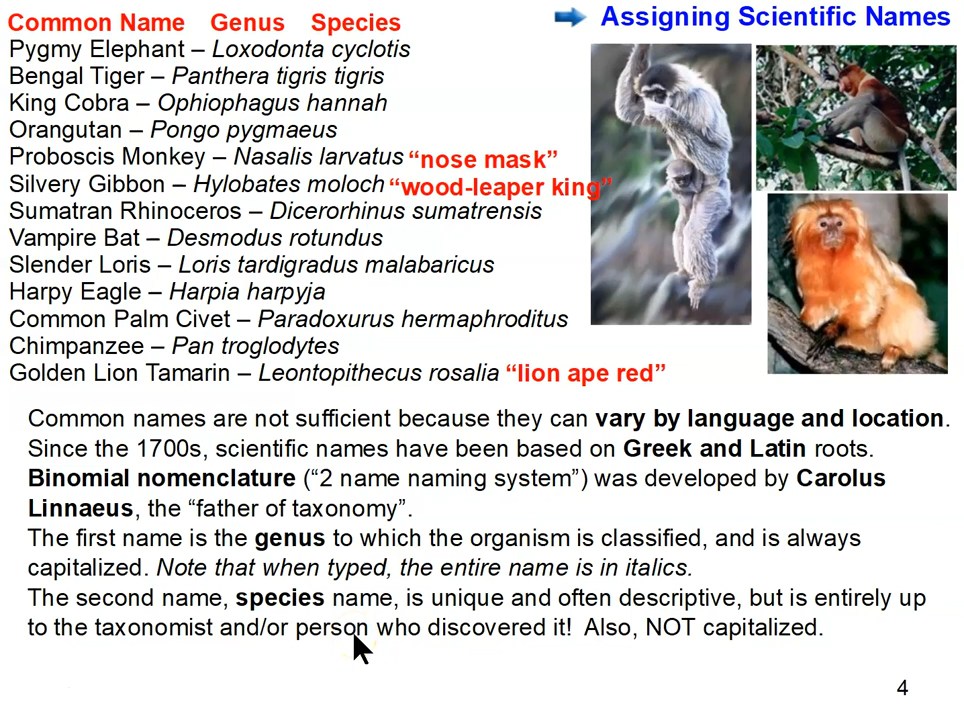 Common Name Genus Species
Assigning Scientific Names
Pygmy Elephant – Loxodonta cyclotis
Bengal Tiger – Panthera tigris tigris
King Cobra – Ophiophagus hannah
Orangutan – Pongo pygmaeus
Proboscis Monkey – Nasalis larvatus “nose mask”
Silvery Gibbon – Hylobates moloch “wood-leaper king”
Sumatran Rhinoceros – Dicerorhinus sumatrensis
Vampire Bat – Desmodus rotundus
Slender Loris – Loris tardigradus malabaricus
Harpy Eagle – Harpia harpyja
Common Palm Civet – Paradoxurus hermaphroditus
Chimpanzee – Pan troglodytes
Golden Lion Tamarin – Leontopithecus rosalia “lion ape red”
Common names are not sufficient because they can vary by language and location.
Since the 1700s, scientific names have been based on Greek and Latin roots.
Binomial nomenclature (“2 name naming system”) was developed by Carolus
Linnaeus, the “father of taxonomy”.
The first name is the genus to which the organism is classified, and is always
capitalized. Note that when typed, the entire name is in italics.
The second name, species name, is unique and often descriptive, but is entirely up
to the taxonomist and/or person who discovered it! Also, NOT capitalized.
4